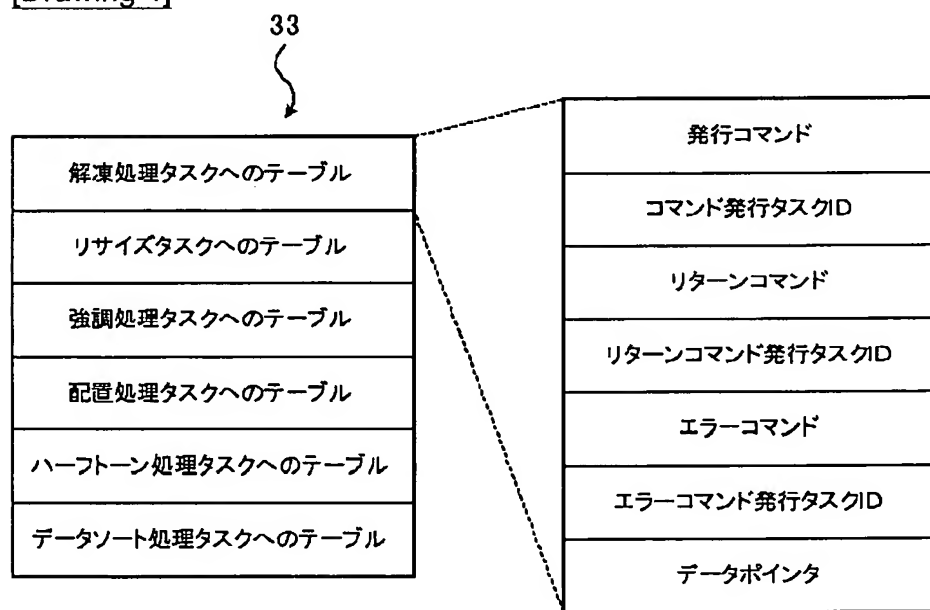 33
解凍処理タスクへのテーブル
リサイズタスクへのテーブル
強調処理タスクへのテーブル
配置処理タスクへのテーブル
ハーフトーン処理タスクへのテーブル
データソート処理タスクへのテーブル
発行コマンド
コマンド発行タスクID
リターンコマンド
リターンコマンド発行タスクID
エラーコマンド
エラーコマンド発行タスクID
データポインタ